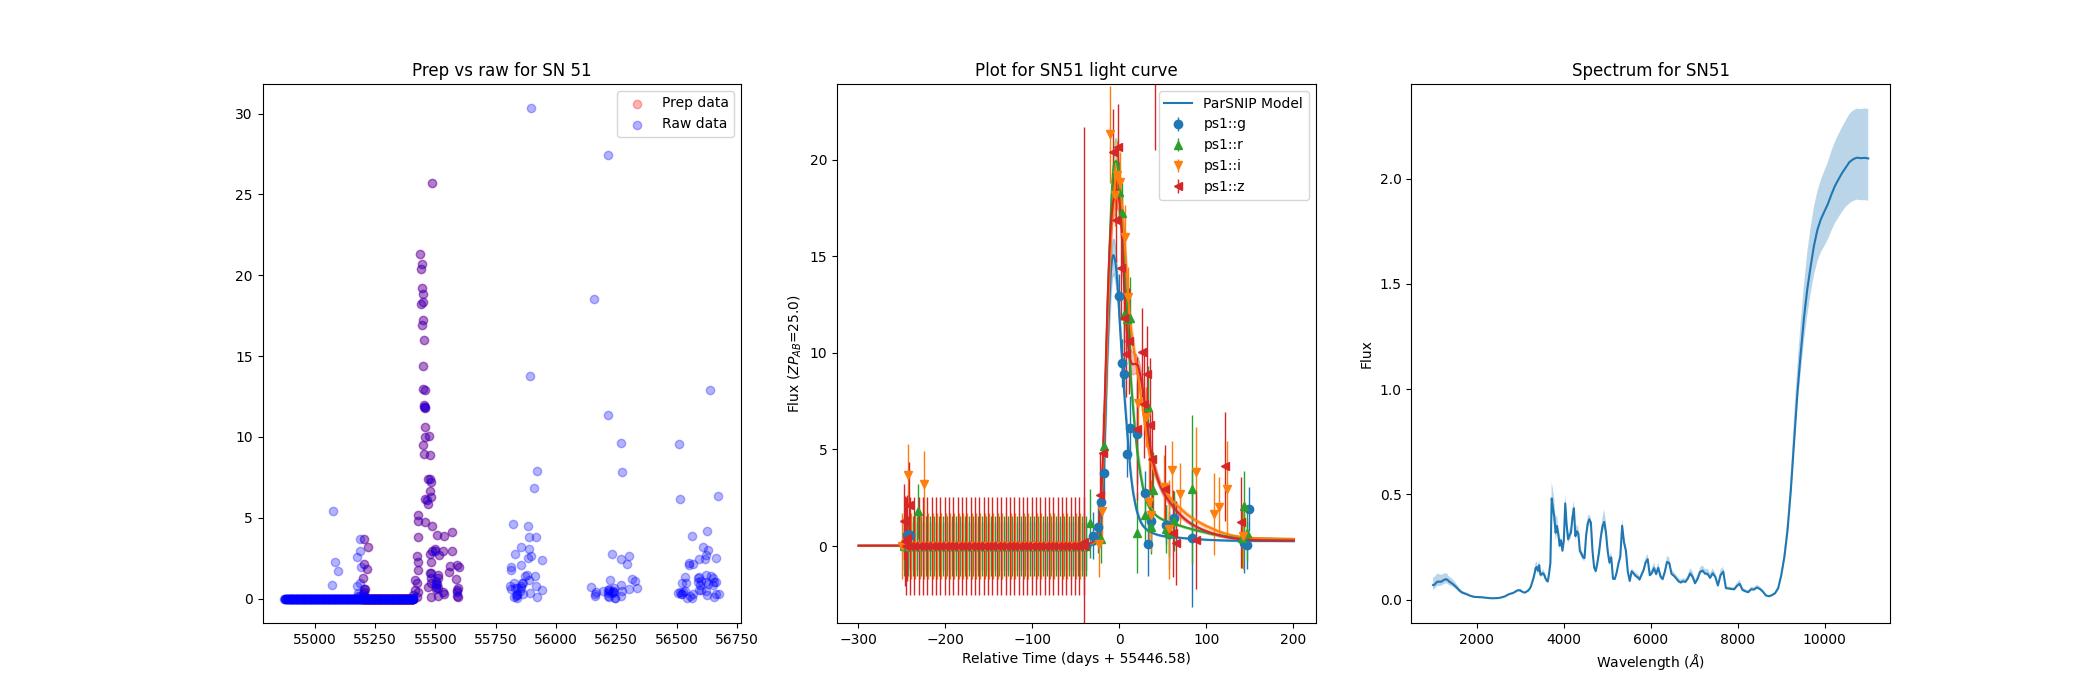 Prep vs raw for SN 51
30
25
20
15
10
5
0
55000
55250
55500
55750
56000
56250
56500
56750
Prep data
Raw data
Plot for SN51 light curve
Flux (ZP_AB=25.0)
20
15
10
5
0
−300
−200
−100
0
100
200
Relative Time (days + 55446.58)
ParSNIP Model
ps1::g
ps1::r
ps1::i
ps1::z
Spectrum for SN51
Flux
2.0
1.5
1.0
0.5
0.0
2000
4000
6000
8000
10000
Wavelength (Å)